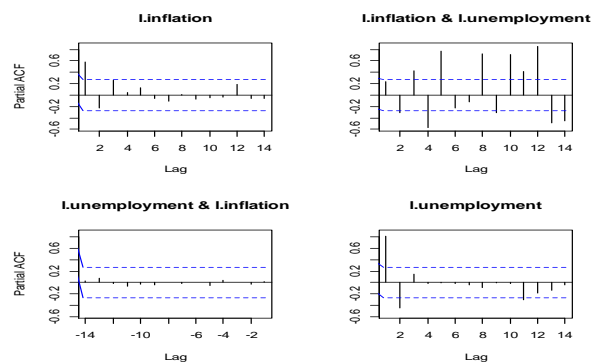 l.inflation
l.inflation & l.unemployment
Partial ACF
0.6
0.2
-0.2
-0.6
2 4 6 8 10 12 14
Lag
0.6
0.2
-0.2
-0.6
2 4 6 8 10 12 14
Lag
l.unemployment & l.inflation
l.unemployment
Partial ACF
0.6
0.2
-0.2
-0.6
-14 -10 -6 -4 -2
Lag
0.6
0.2
-0.2
-0.6
2 4 6 8 10 12 14
Lag